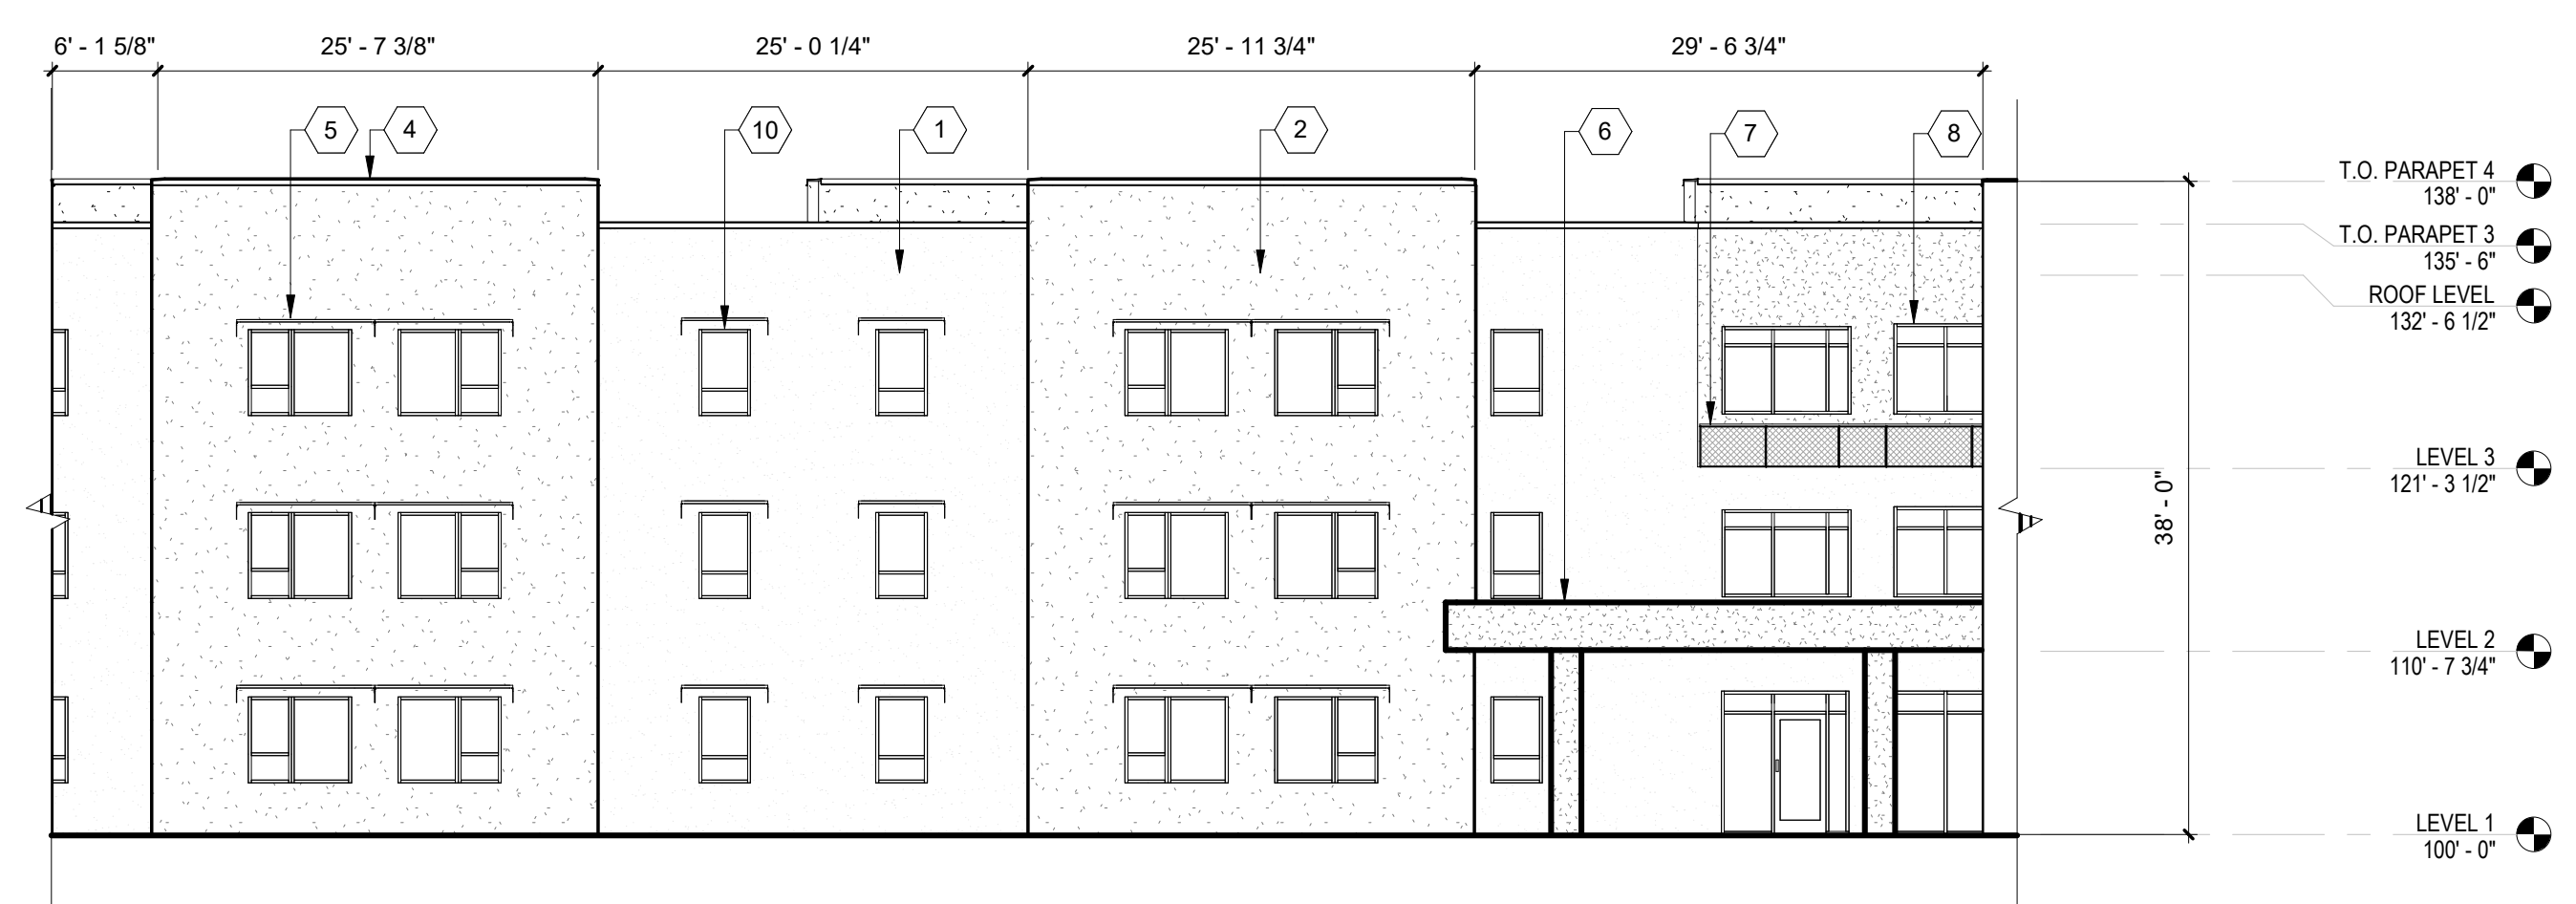 6' - 1 5/8" 25' - 7 3/8" 25' - 0 1/4" 25' - 11 3/4" 29' - 6 3/4"
5 4 10 1 2 6 7 8
T.O. PARAPET 4
138' - 0"
T.O. PARAPET 3
135' - 6"
ROOF LEVEL
132' - 6 1/2"
LEVEL 3
121' - 3 1/2"
38' - 0"
LEVEL 2
110' - 7 3/4"
LEVEL 1
100' - 0"